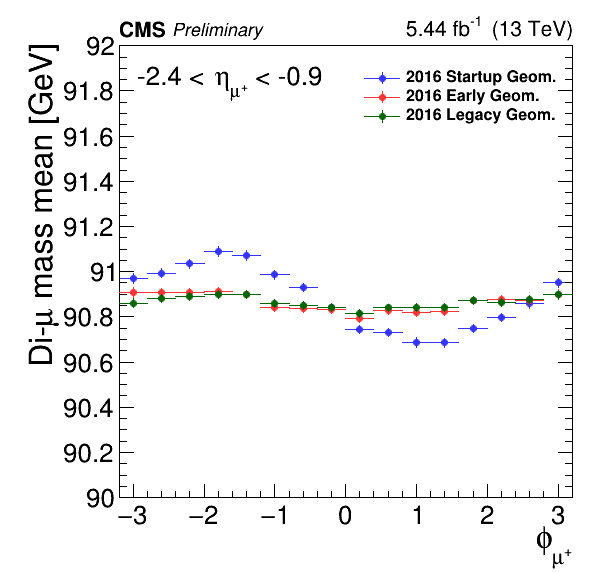 CMS Preliminary 5.44 fb⁻¹ (13 TeV)
-2.4 < η_μ⁺ < -0.9
2016 Startup Geom.
2016 Early Geom.
2016 Legacy Geom.
Di-μ mass mean [GeV]
92
91.8
91.6
91.4
91.2
91
90.8
90.6
90.4
90.2
90
−3 −2 −1 0 1 2 3
ϕ_μ⁺